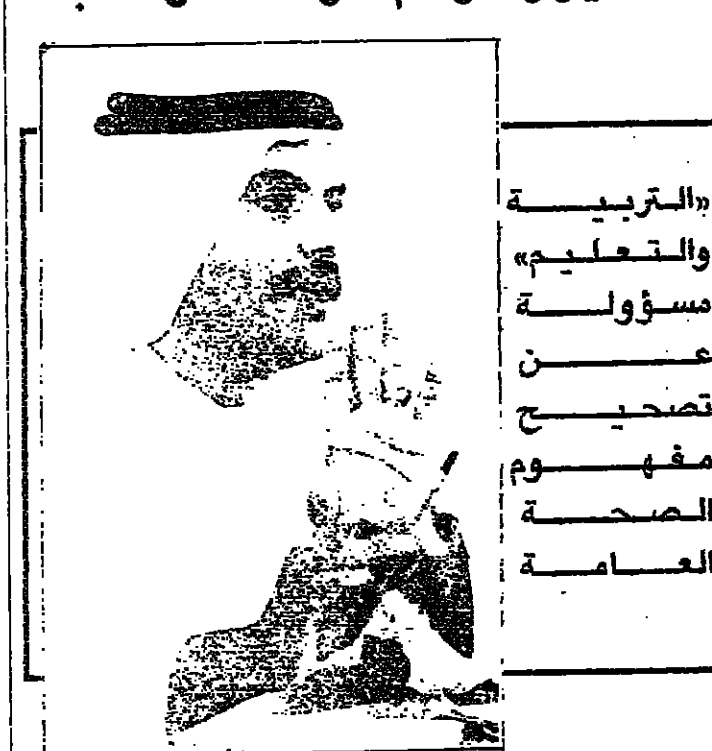 «التربية
والتعليم»
مسؤولة
عن
تصحيح
مفهوم
الصحة
العامة